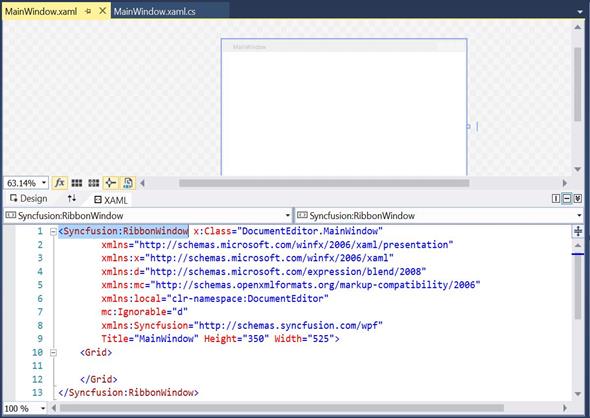 MainWindow.xaml MainWindow.xaml.cs
MainWindow
63.14% fx
Design XAML
Syncfusion:RibbonWindow Syncfusion:RibbonWindow
1 <Syncfusion:RibbonWindow x:Class="DocumentEditor.MainWindow"
2 xmlns="http://schemas.microsoft.com/winfx/2006/xaml/presentation"
3 xmlns:x="http://schemas.microsoft.com/winfx/2006/xaml"
4 xmlns:d="http://schemas.microsoft.com/expression/blend/2008"
5 xmlns:mc="http://schemas.openxmlformats.org/markup-compatibility/2006"
6 xmlns:local="clr-namespace:DocumentEditor"
7 mc:Ignorable="d"
8 xmlns:Syncfusion="http://schemas.syncfusion.com/wpf"
9 Title="MainWindow" Height="350" Width="525">
10 <Grid>
11
12 </Grid>
13 </Syncfusion:RibbonWindow>
100 %